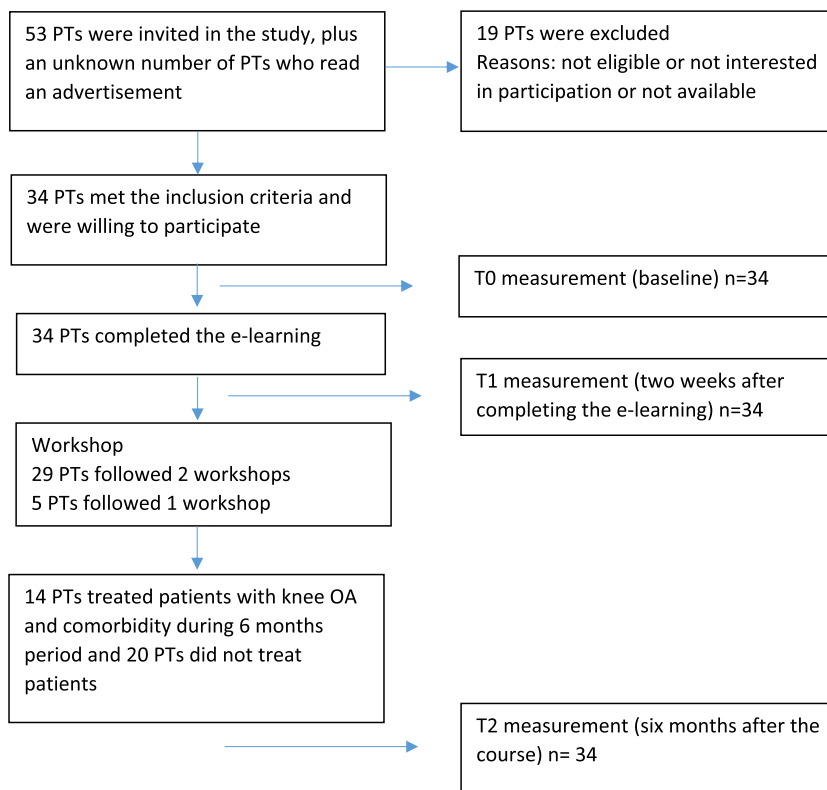 53 PTs were invited in the study, plus
an unknown number of PTs who read
an advertisement
19 PTs were excluded
Reasons: not eligible or not interested
in participation or not available
34 PTs met the inclusion criteria and
were willing to participate
T0 measurement (baseline) n=34
34 PTs completed the e-learning
T1 measurement (two weeks after
completing the e-learning) n=34
Workshop
29 PTs followed 2 workshops
5 PTs followed 1 workshop
14 PTs treated patients with knee OA
and comorbidity during 6 months
period and 20 PTs did not treat
patients
T2 measurement (six months after the
course) n= 34